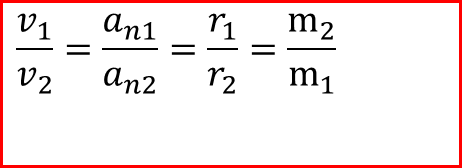 v₁/v₂ = aₙ₁/aₙ₂ = r₁/r₂ = m₂/m₁